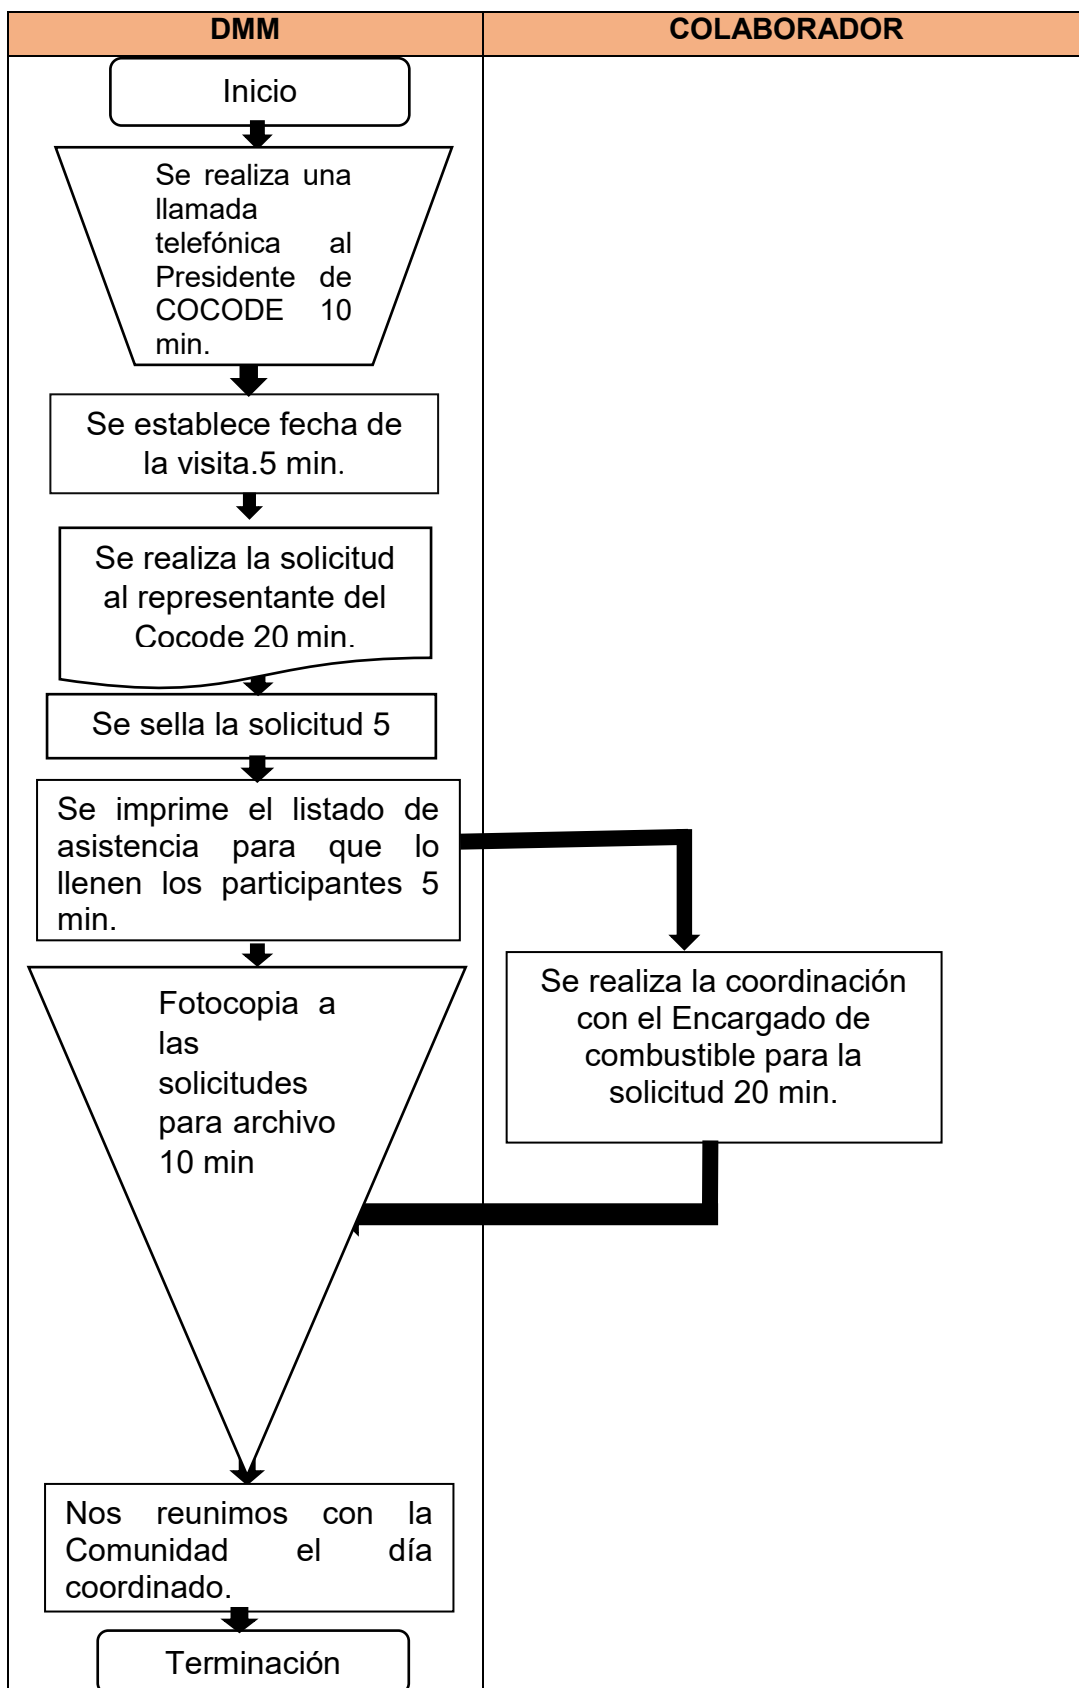 DMM
COLABORADOR
Inicio
Se realiza una
llamada
telefónica al
Presidente de
COCODE 10
min.
Se establece fecha de
la visita.5 min.
Se realiza la solicitud
al representante del
Cocode 20 min.
Se sella la solicitud 5
Se imprime el listado de
asistencia para que lo
llenen los participantes 5
min.
Se realiza la coordinación
con el Encargado de
combustible para la
solicitud 20 min.
Fotocopia a
las
solicitudes
para archivo
10 min
Nos reunimos con la
Comunidad el día
coordinado.
Terminación